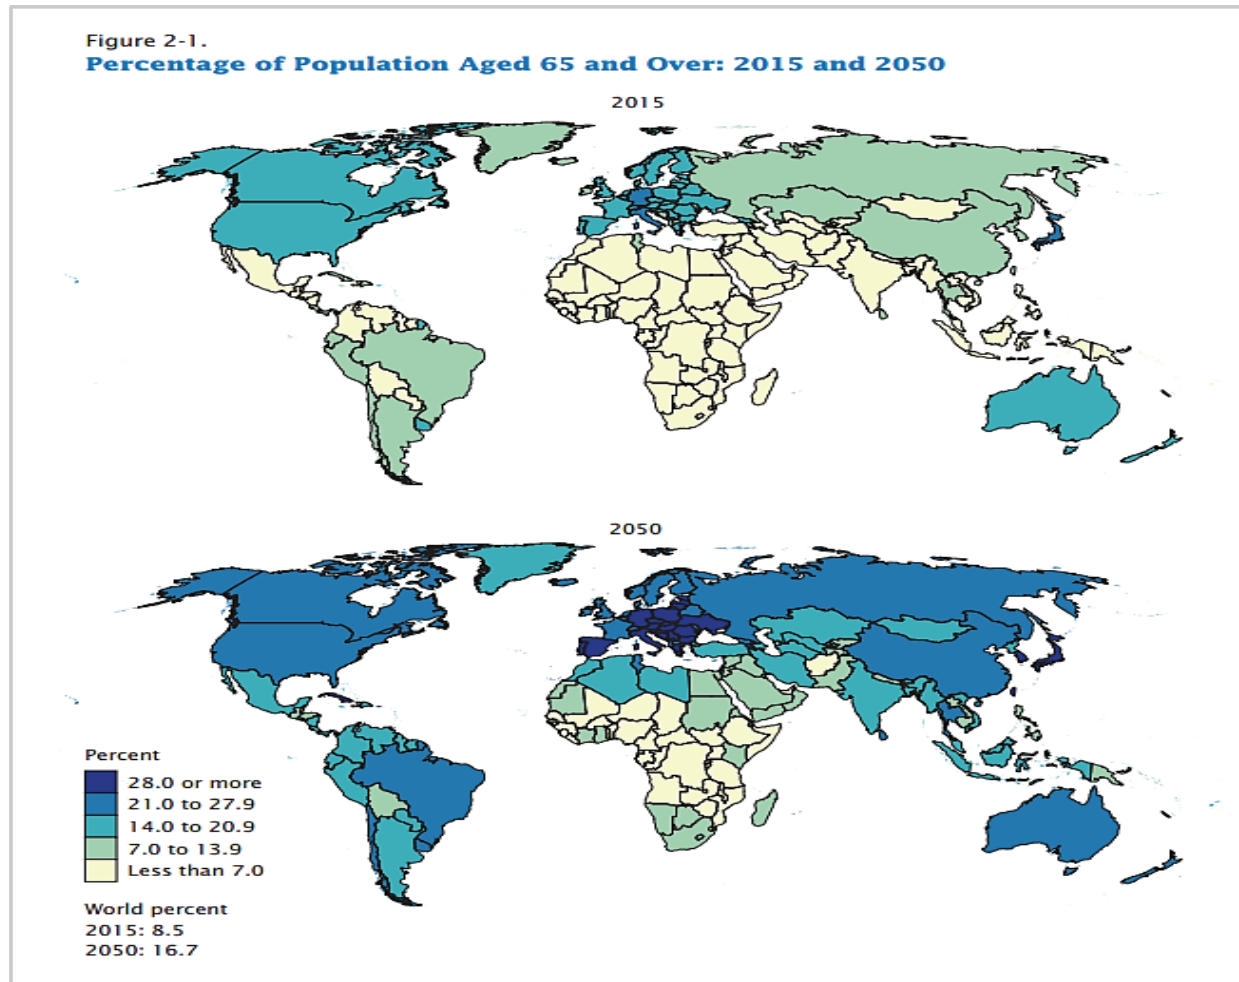 Figure 2-1.
Percentage of Population Aged 65 and Over: 2015 and 2050
2015
2050
Percent
28.0 or more
21.0 to 27.9
14.0 to 20.9
7.0 to 13.9
Less than 7.0
World percent
2015: 8.5
2050: 16.7